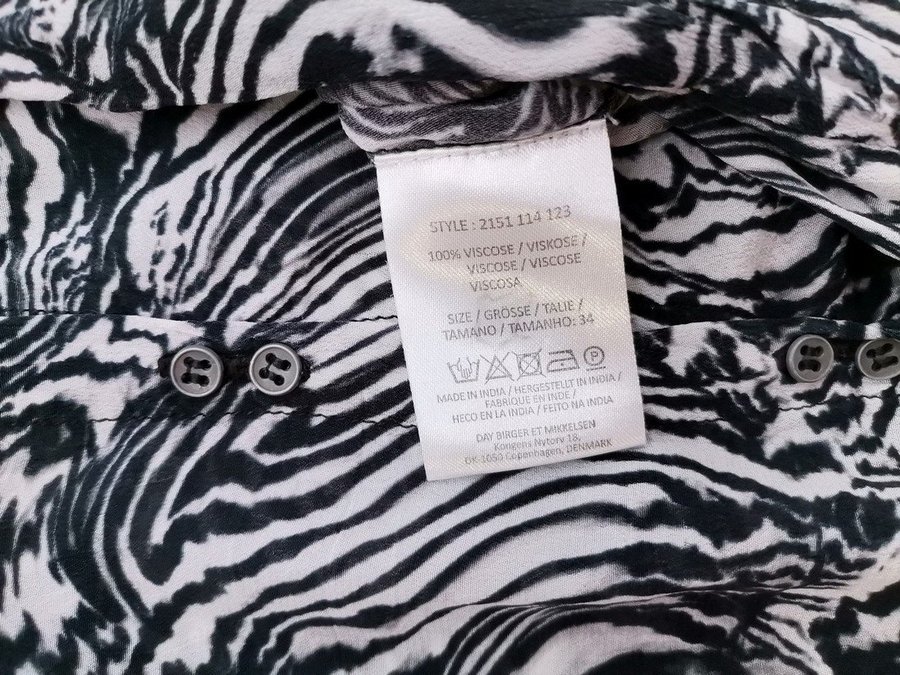 STYLE : 2151 114 123
100% VISCOSE / VISKOSE /
VISCOSE / VISCOSE
VISCOSA
SIZE / GRÖSSE / TALIE /
TAMANO / TAMANHO: 34
P
MADE IN INDIA / HERGESTELLT IN INDIA /
FABRIQUE EN INDE /
HECO EN LA INDIA / FEITO NA INDIA
DAY BIRGER ET MIKKELSEN
Kongens Nytorv 18,
DK-1050 Copenhagen, DENMARK